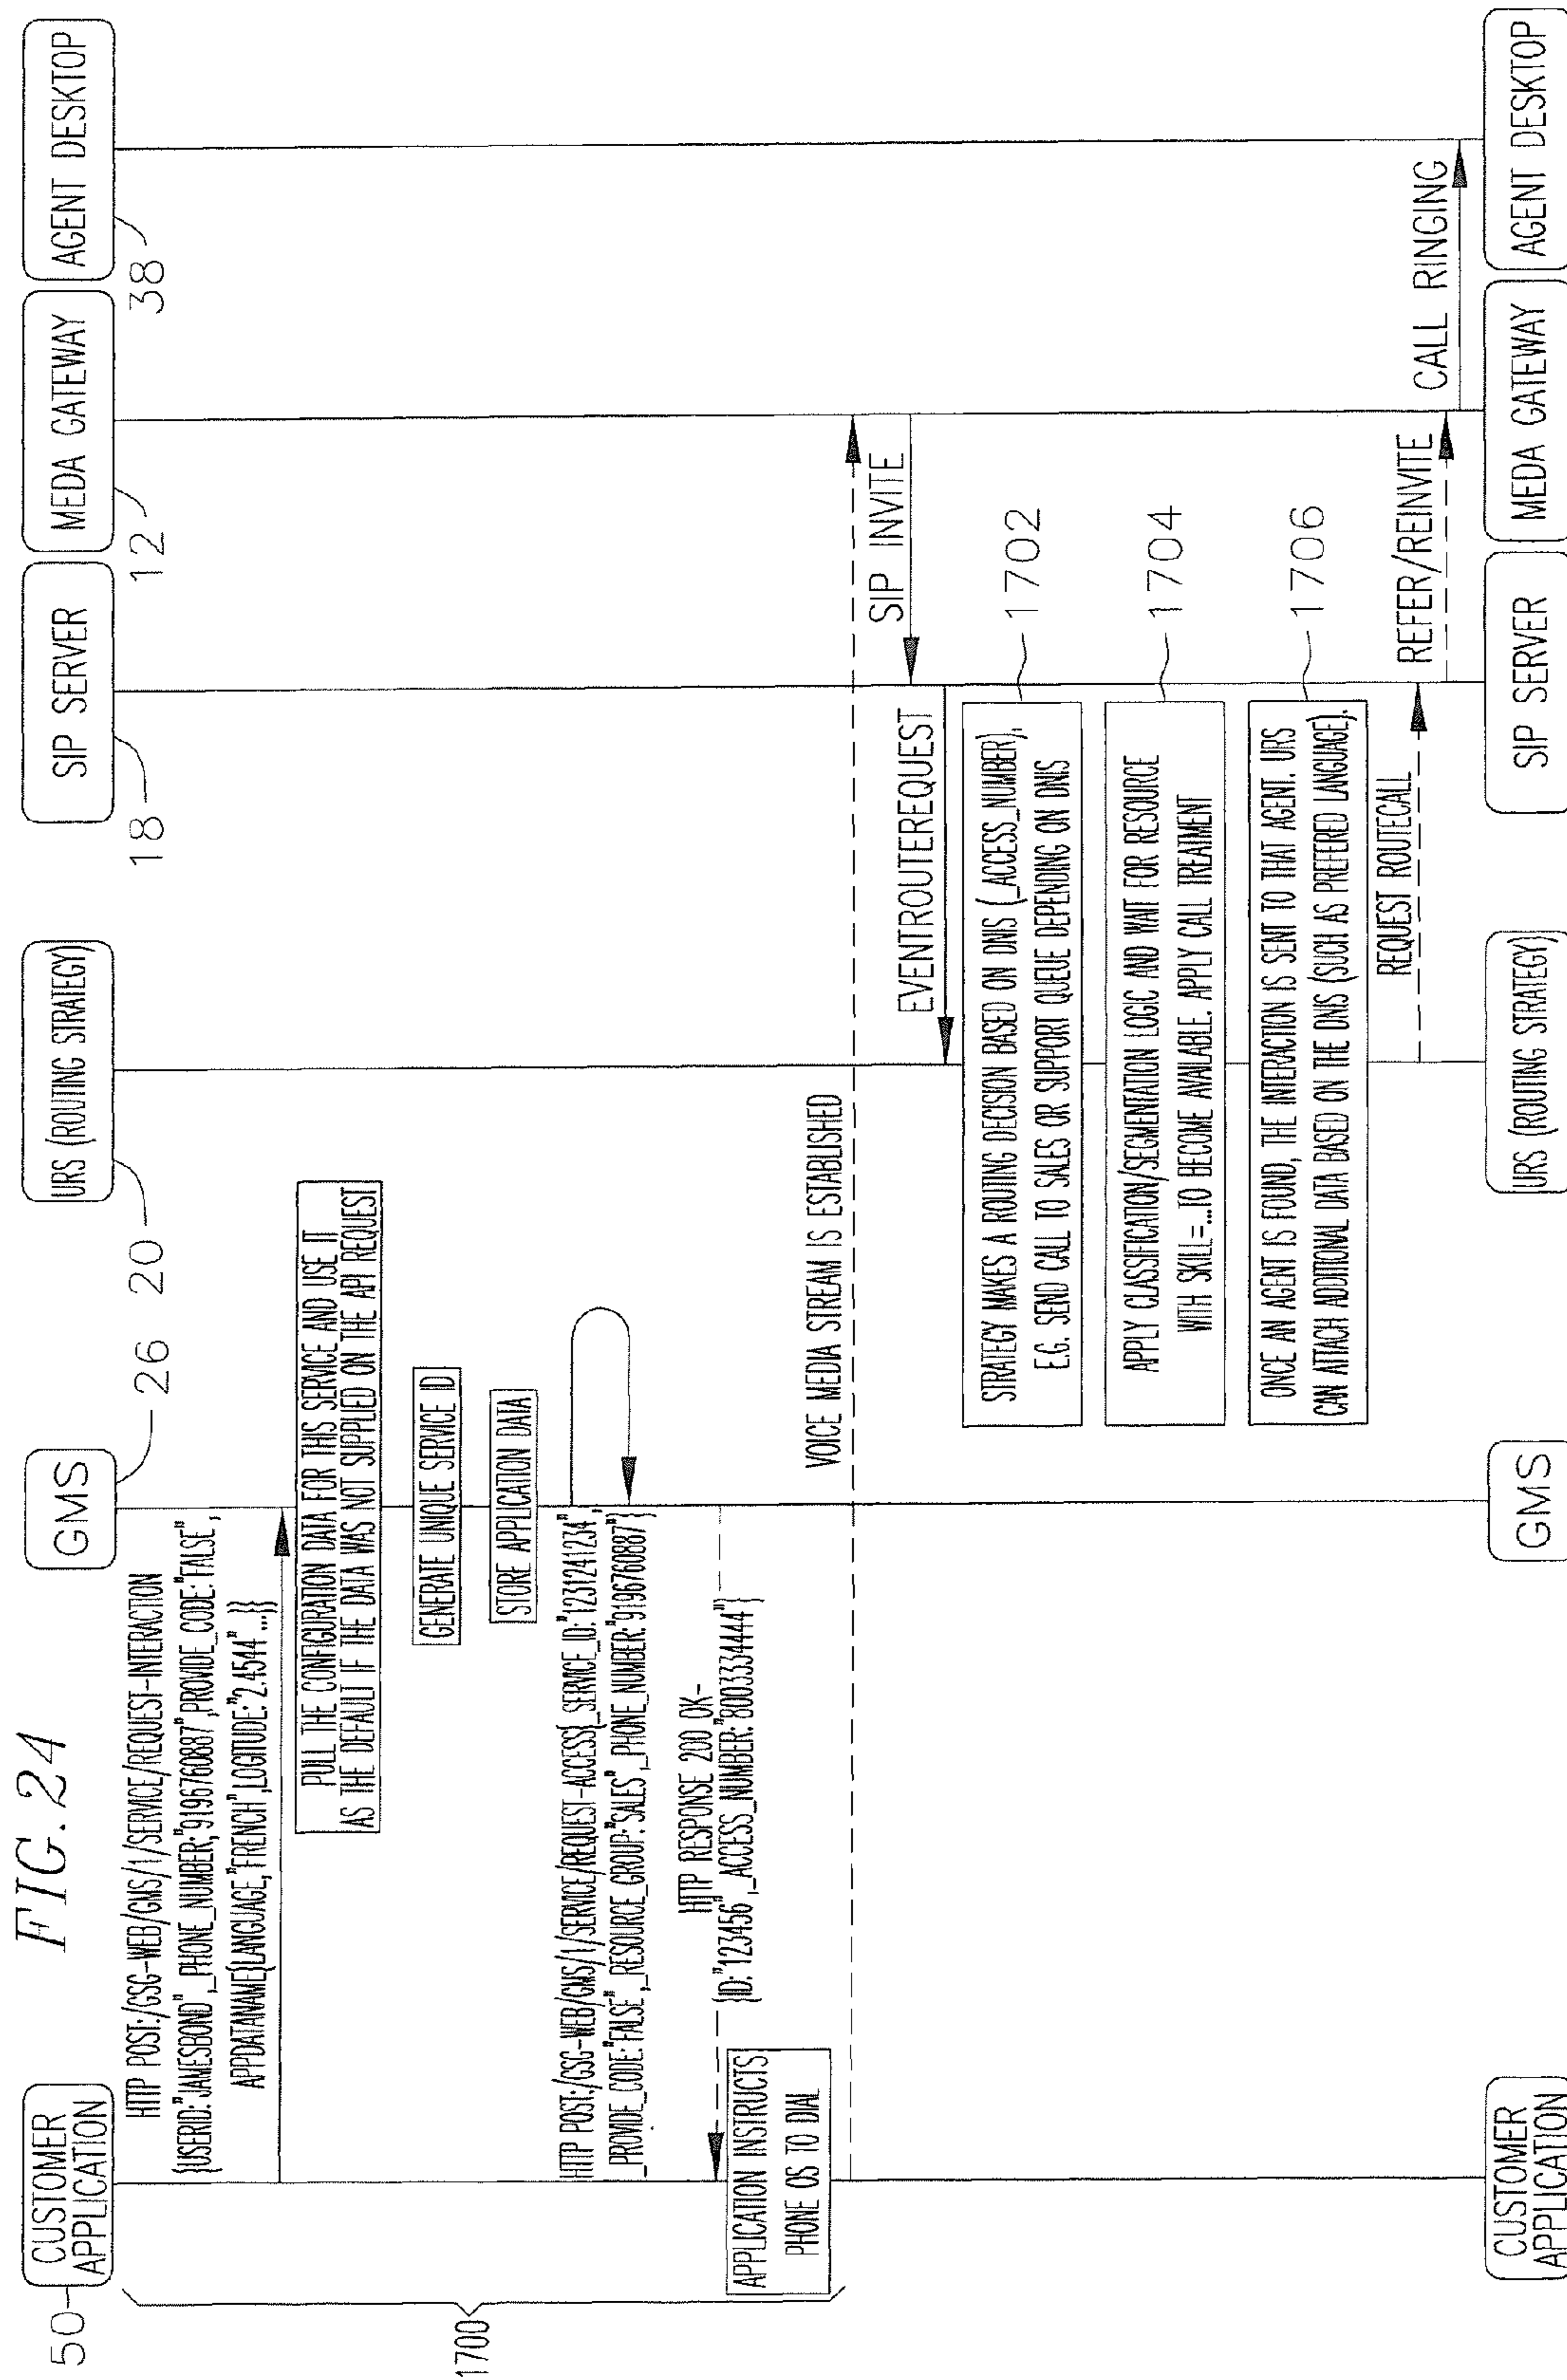 FIG. 24
50
CUSTOMER
APPLICATION
GMS
26
URS (ROUTING STRATEGY)
20
SIP SERVER
18
MEDA GATEWAY
12
AGENT DESKTOP
38
1700
HTTP POST:/GSG-WEB/GMS/1/SERVICE/REQUEST-INTERACTION
{USERID:"JAMESBOND",_PHONE_NUMBER;"9196760887",PROVIDE_CODE:"FALSE",
APPDATANAME}LANGUAGE,"FRENCH",LOGITUDE:"2.4544"...}}
PULL THE CONFIGURATION DATA FOR THIS SERVICE AND USE IT
AS THE DEFAULT IF THE DATA WAS NOT SUPPLIED ON THE API REQUEST
GENERATE UNIQUE SERVICE ID
STORE APPLICATION DATA
HTTP POST:/GSG-WEB/GMS/1/SERVICE/REQUEST-ACCESS{_SERVICE_ID:"1231241234",
_PROVIDE_CODE:"FALSE",_RESOURCE_GROUP:"SALES",_PHONE_NUMBER:"9196760887"}
HTTP RESPONSE 200 OK-
{ID:"123456",_ACCESS_NUMBER:"8003334444"}
APPLICATION INSTRUCTS
PHONE OS TO DIAL
VOICE MEDIA STREAM IS ESTABLISHED
SIP INVITE
EVENTROUTEREQUEST
STRATEGY MAKES A ROUTING DECISION BASED ON DNIS (_ACCESS_NUMBER),
E.G. SEND CALL TO SALES OR SUPPORT QUEUE DEPENDING ON DNIS
1702
APPLY CLASSIFICATION/SEGMENTATION LOGIC AND WAIT FOR RESOURCE
WITH SKILL=...TO BECOME AVAILABLE. APPLY CALL TREATMENT
1704
ONCE AN AGENT IS FOUND, THE INTERACTION IS SENT TO THAT AGENT. URS
CAN ATTACH ADDITIONAL DATA BASED ON THE DNIS (SUCH AS PREFERED LANGUAGE).
1706
REQUEST ROUTECALL
REFER/REINVITE
CALL RINGING
CUSTOMER
APPLICATION
GMS
URS (ROUTING STRATEGY)
SIP SERVER
MEDA GATEWAY
AGENT DESKTOP